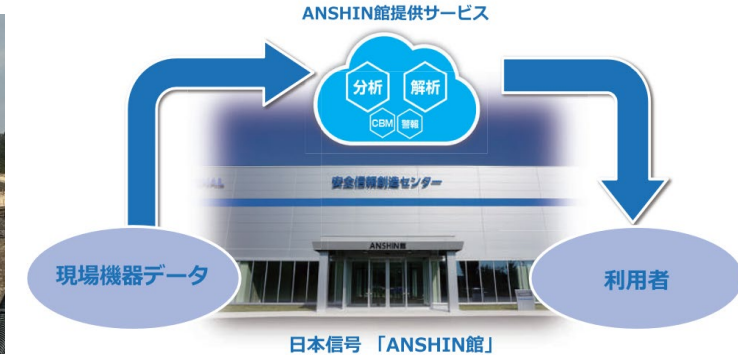 ANSHIN館提供サービス
分析
解析
CBM
警報
安全信頼創造センター
ANSHIN館
現場機器データ
利用者
日本信号 「ANSHIN館」